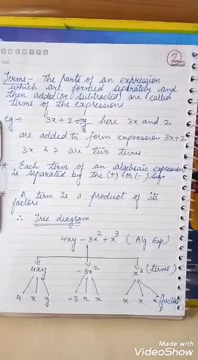 2
Terms:- The parts of an expression
which are formed seprately and
then added (or subtracted) are called
terms of the expressions
eg → 3x + 2 → here 3x and 2
are added to form expression 3x+2
3x & 2 are two terms
* Each term of an algebraic expression
is separated by the (+) or (-) sign
* A term is a product of its
factors
* Tree diagram
4xy - 3x² + x³ (Alg Exp)
4xy -3x² x³ (terms)
4 x y -3 x x x x x (factors)
Made With
VideoShow